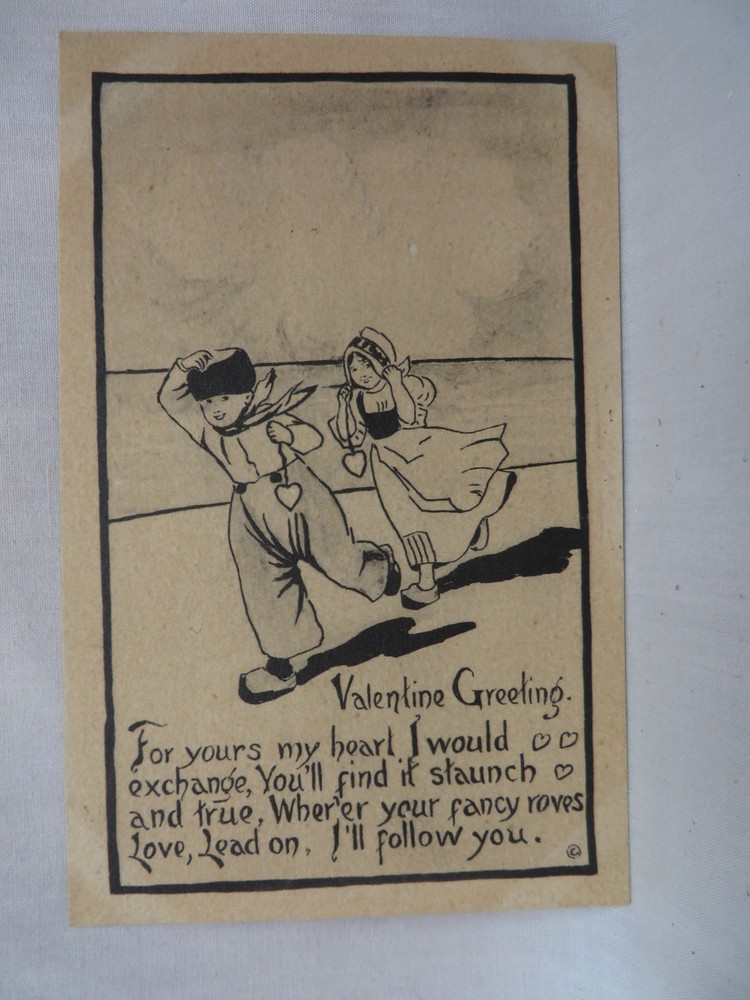 Valentine Greeting.
For yours my heart I would
exchange, You'll find it staunch
and true, Wher'er your fancy roves
Love, Lead on, I'll follow you.
©